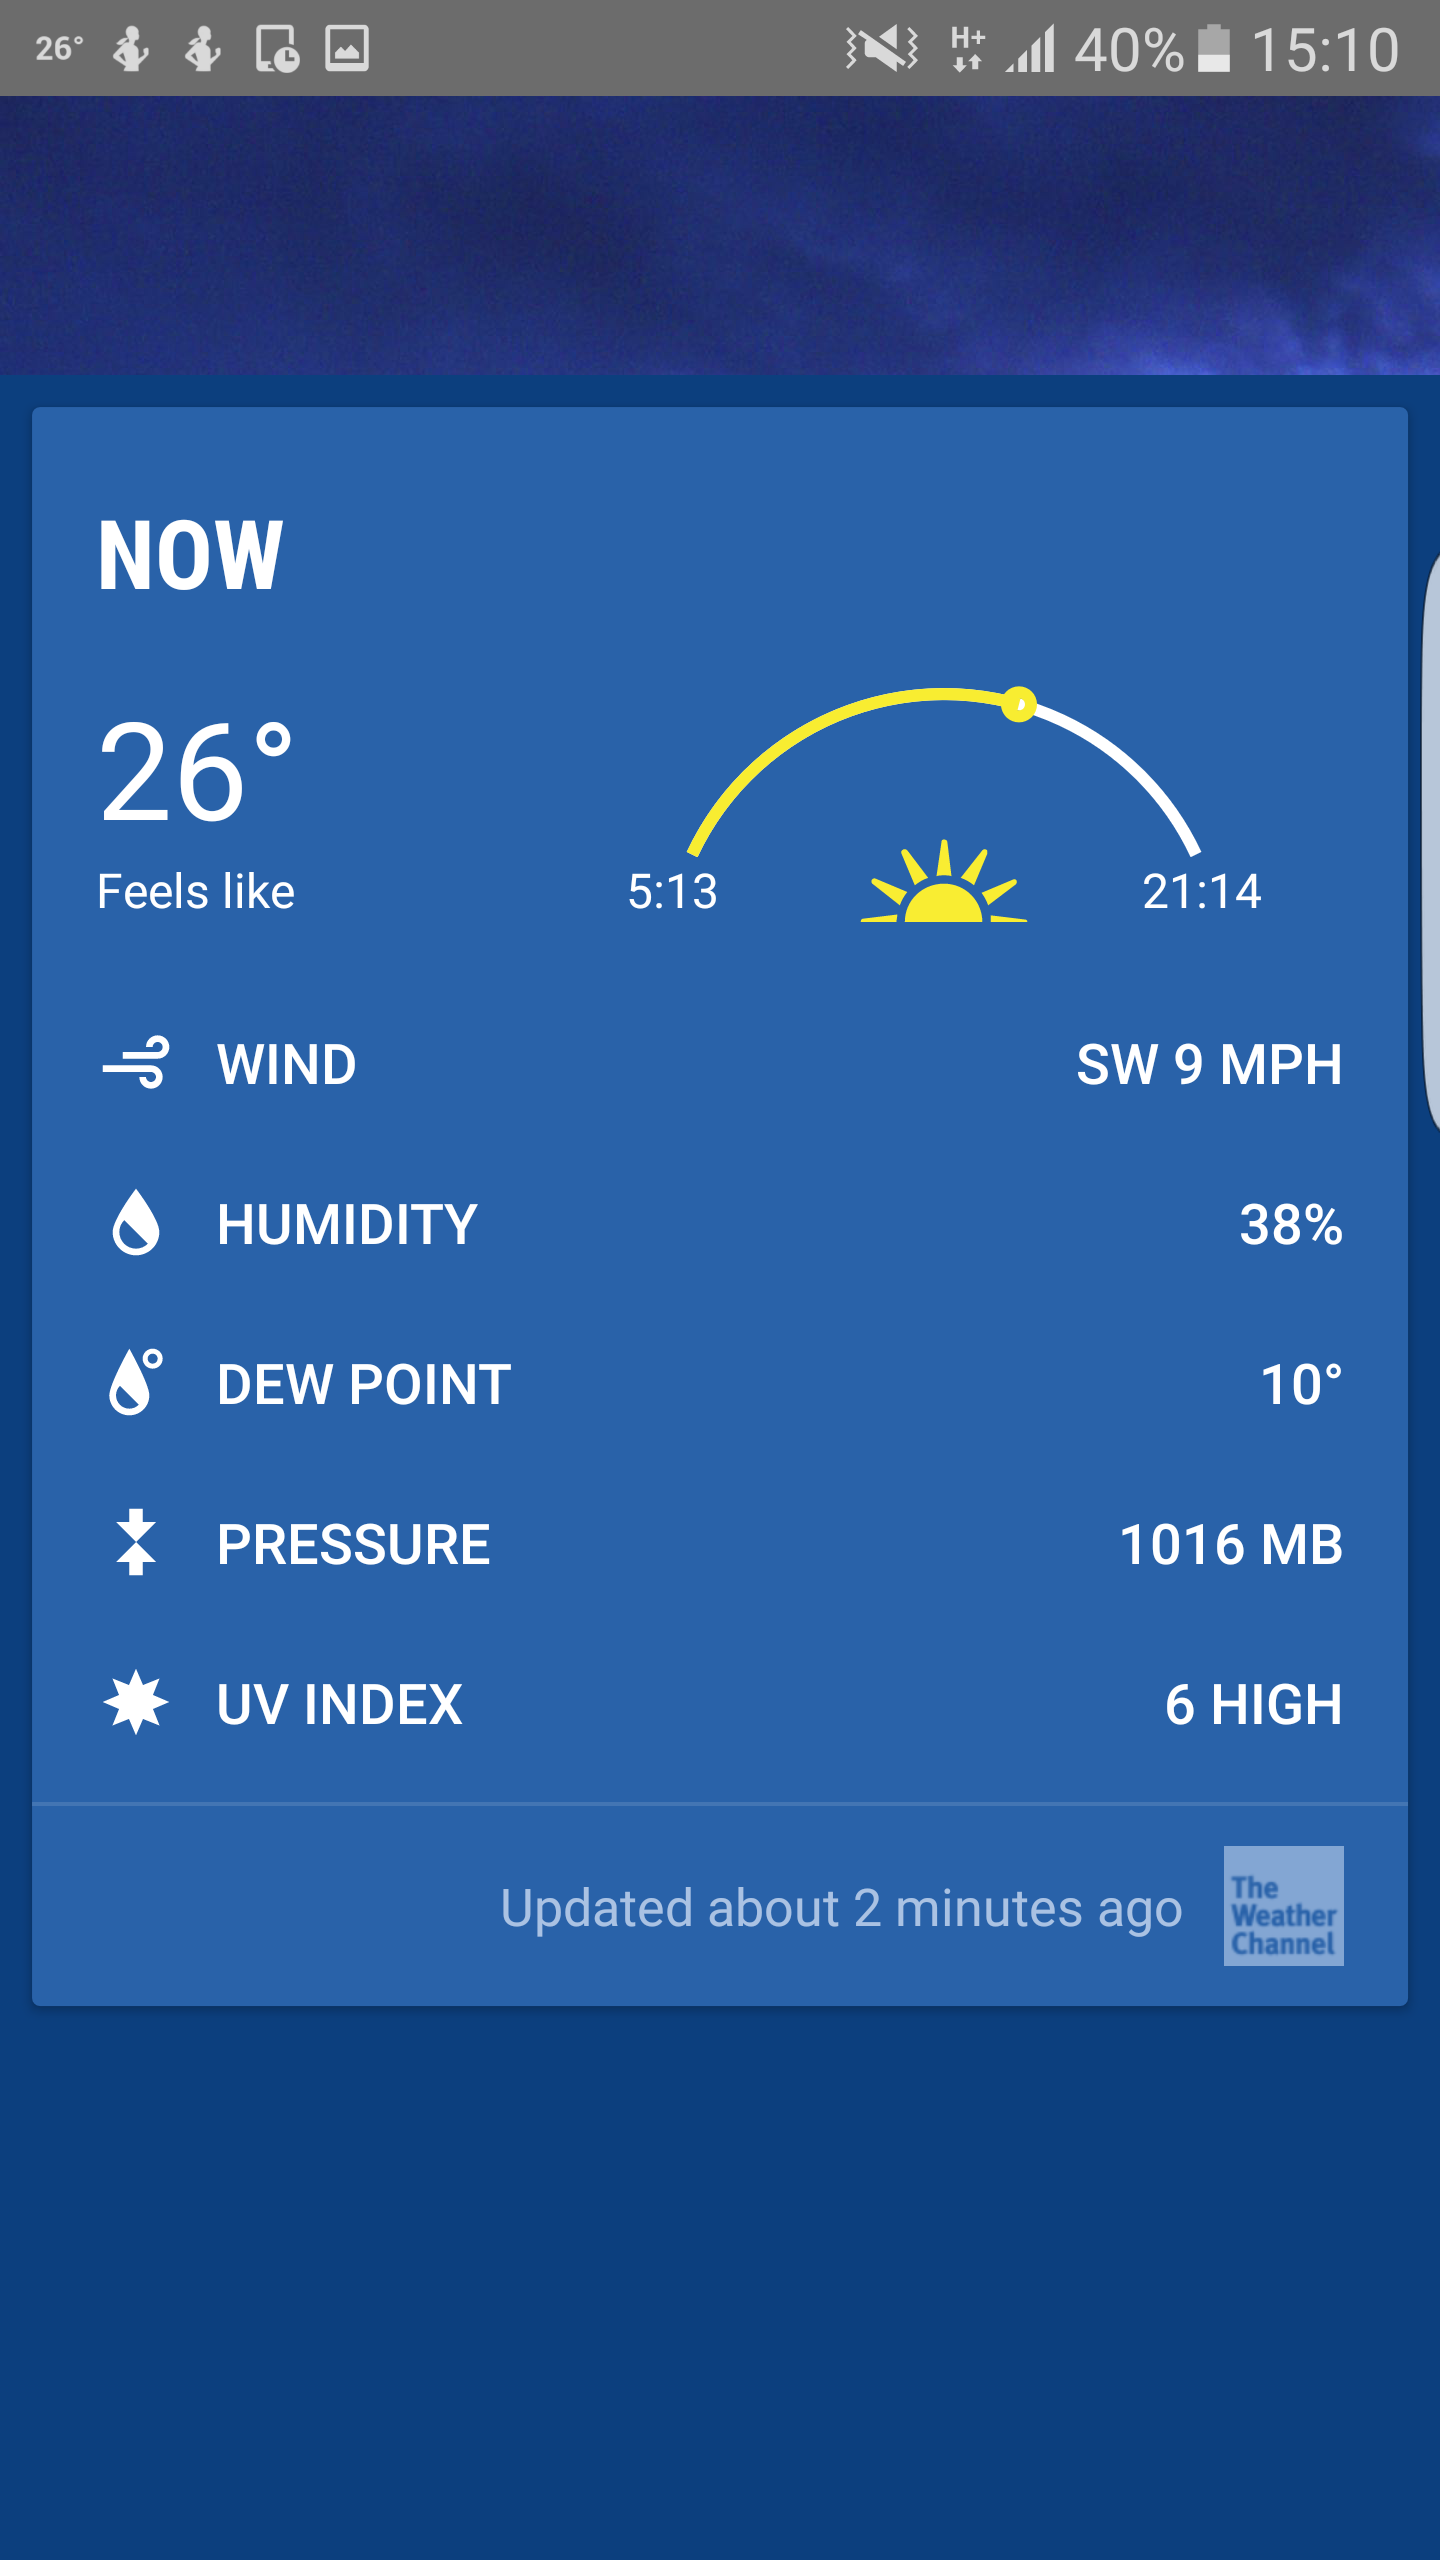 26° H+ 40% 15:10
NOW
26°
Feels like
5:13 21:14
WIND SW 9 MPH
HUMIDITY 38%
DEW POINT 10°
PRESSURE 1016 MB
UV INDEX 6 HIGH
Updated about 2 minutes ago
The
Weather
Channel